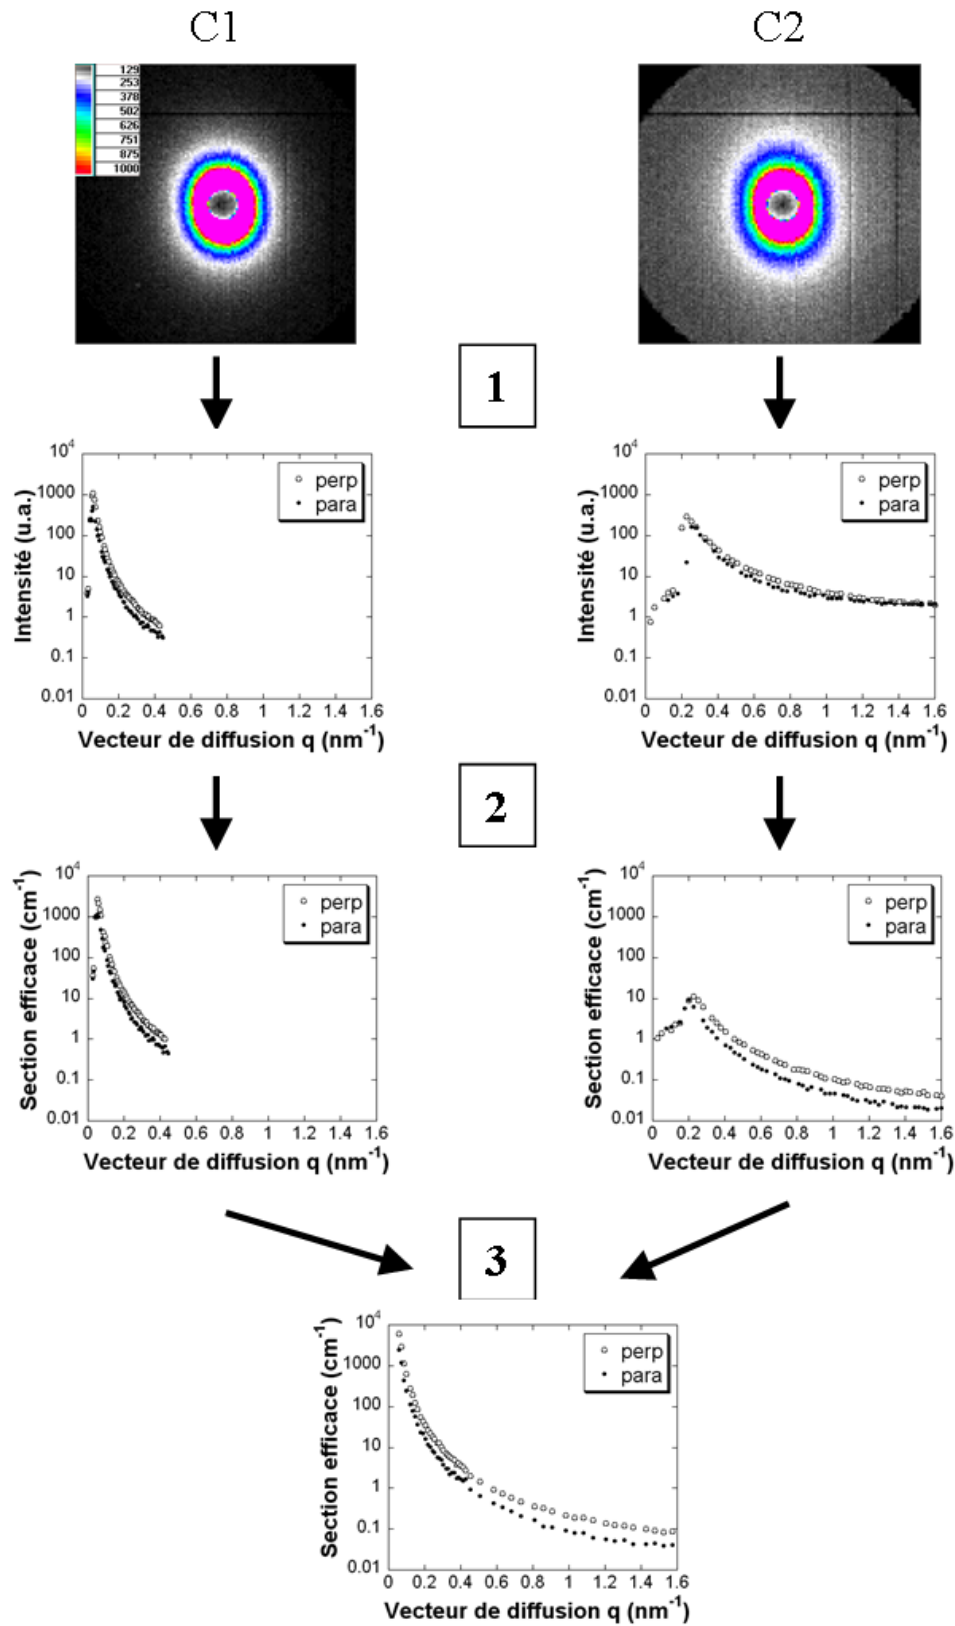 C1
C2
129
253
378
502
626
751
875
1000
1
10⁴
1000
100
10
1
0.1
0.01
Intensité (u.a.)
perp
para
0 0.2 0.4 0.6 0.8 1 1.2 1.4 1.6
Vecteur de diffusion q (nm⁻¹)
10⁴
1000
100
10
1
0.1
0.01
Intensité (u.a.)
perp
para
0 0.2 0.4 0.6 0.8 1 1.2 1.4 1.6
Vecteur de diffusion q (nm⁻¹)
2
10⁴
1000
100
10
1
0.1
0.01
Section efficace (cm⁻¹)
perp
para
0 0.2 0.4 0.6 0.8 1 1.2 1.4 1.6
Vecteur de diffusion q (nm⁻¹)
10⁴
1000
100
10
1
0.1
0.01
Section efficace (cm⁻¹)
perp
para
0 0.2 0.4 0.6 0.8 1 1.2 1.4 1.6
Vecteur de diffusion q (nm⁻¹)
3
10⁴
1000
100
10
1
0.1
0.01
Section efficace (cm⁻¹)
perp
para
0 0.2 0.4 0.6 0.8 1 1.2 1.4 1.6
Vecteur de diffusion q (nm⁻¹)